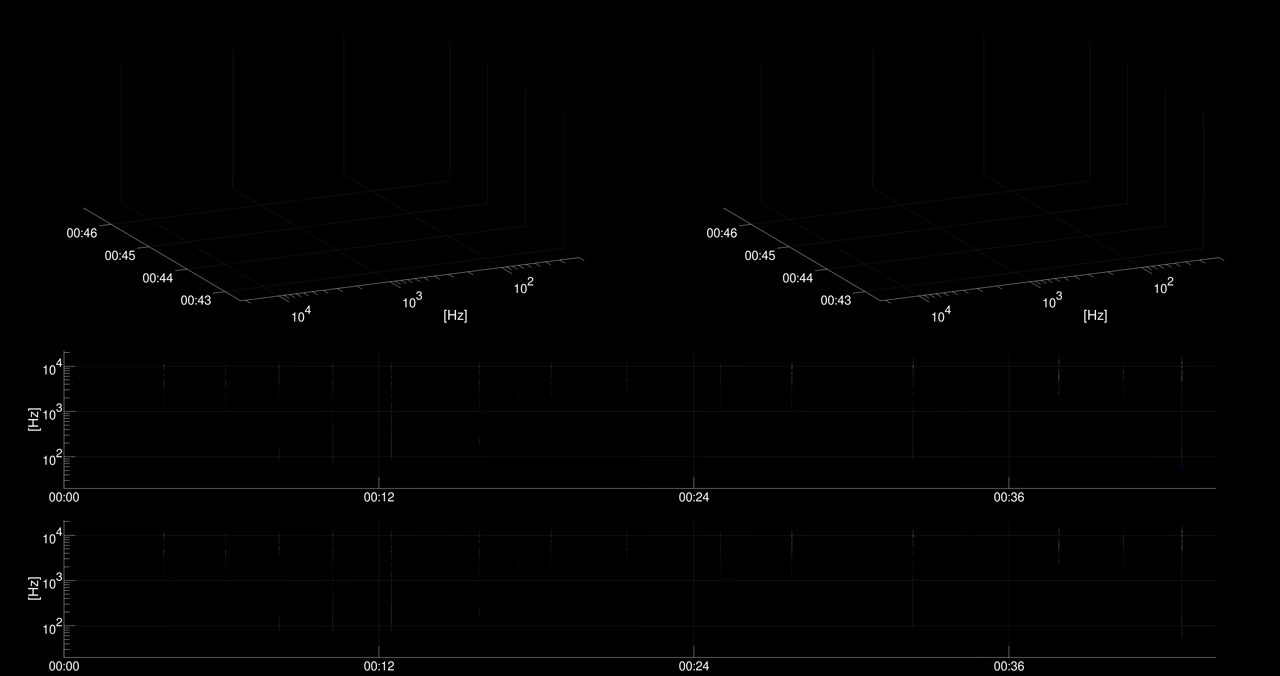 00:46 00:46
00:45 00:45
00:44 00:44
00:43 00:43
10^4 10^3 10^2 10^4 10^3 10^2
[Hz] [Hz]
10^4
10^3
10^2
[Hz]
00:00 00:12 00:24 00:36
10^4
10^3
10^2
[Hz]
00:00 00:12 00:24 00:36